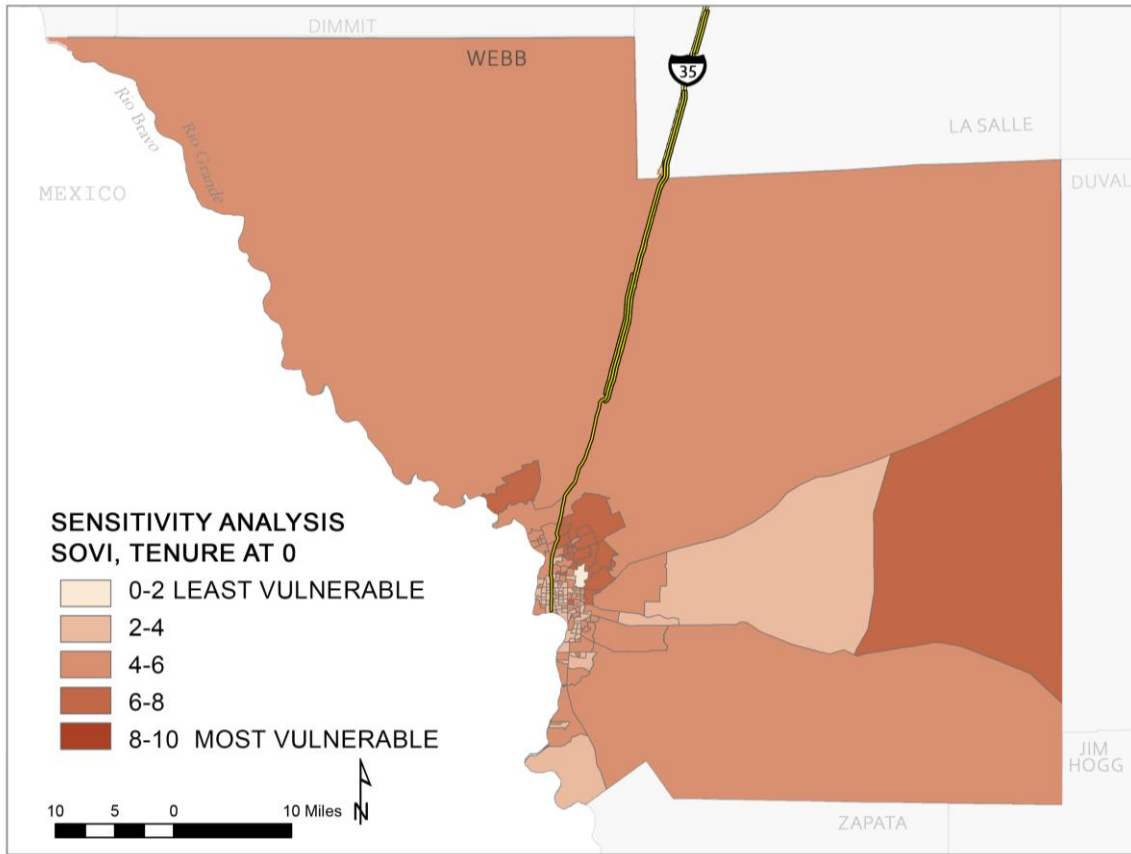 DIMMIT
WEBB
35
LA SALLE
Rio Bravo
Rio Grande
MEXICO
DUVAL
SENSITIVITY ANALYSIS
SOVI, TENURE AT 0
0-2 LEAST VULNERABLE
2-4
4-6
6-8
8-10 MOST VULNERABLE
JIM
HOGG
N
10 5 0 10 Miles
ZAPATA